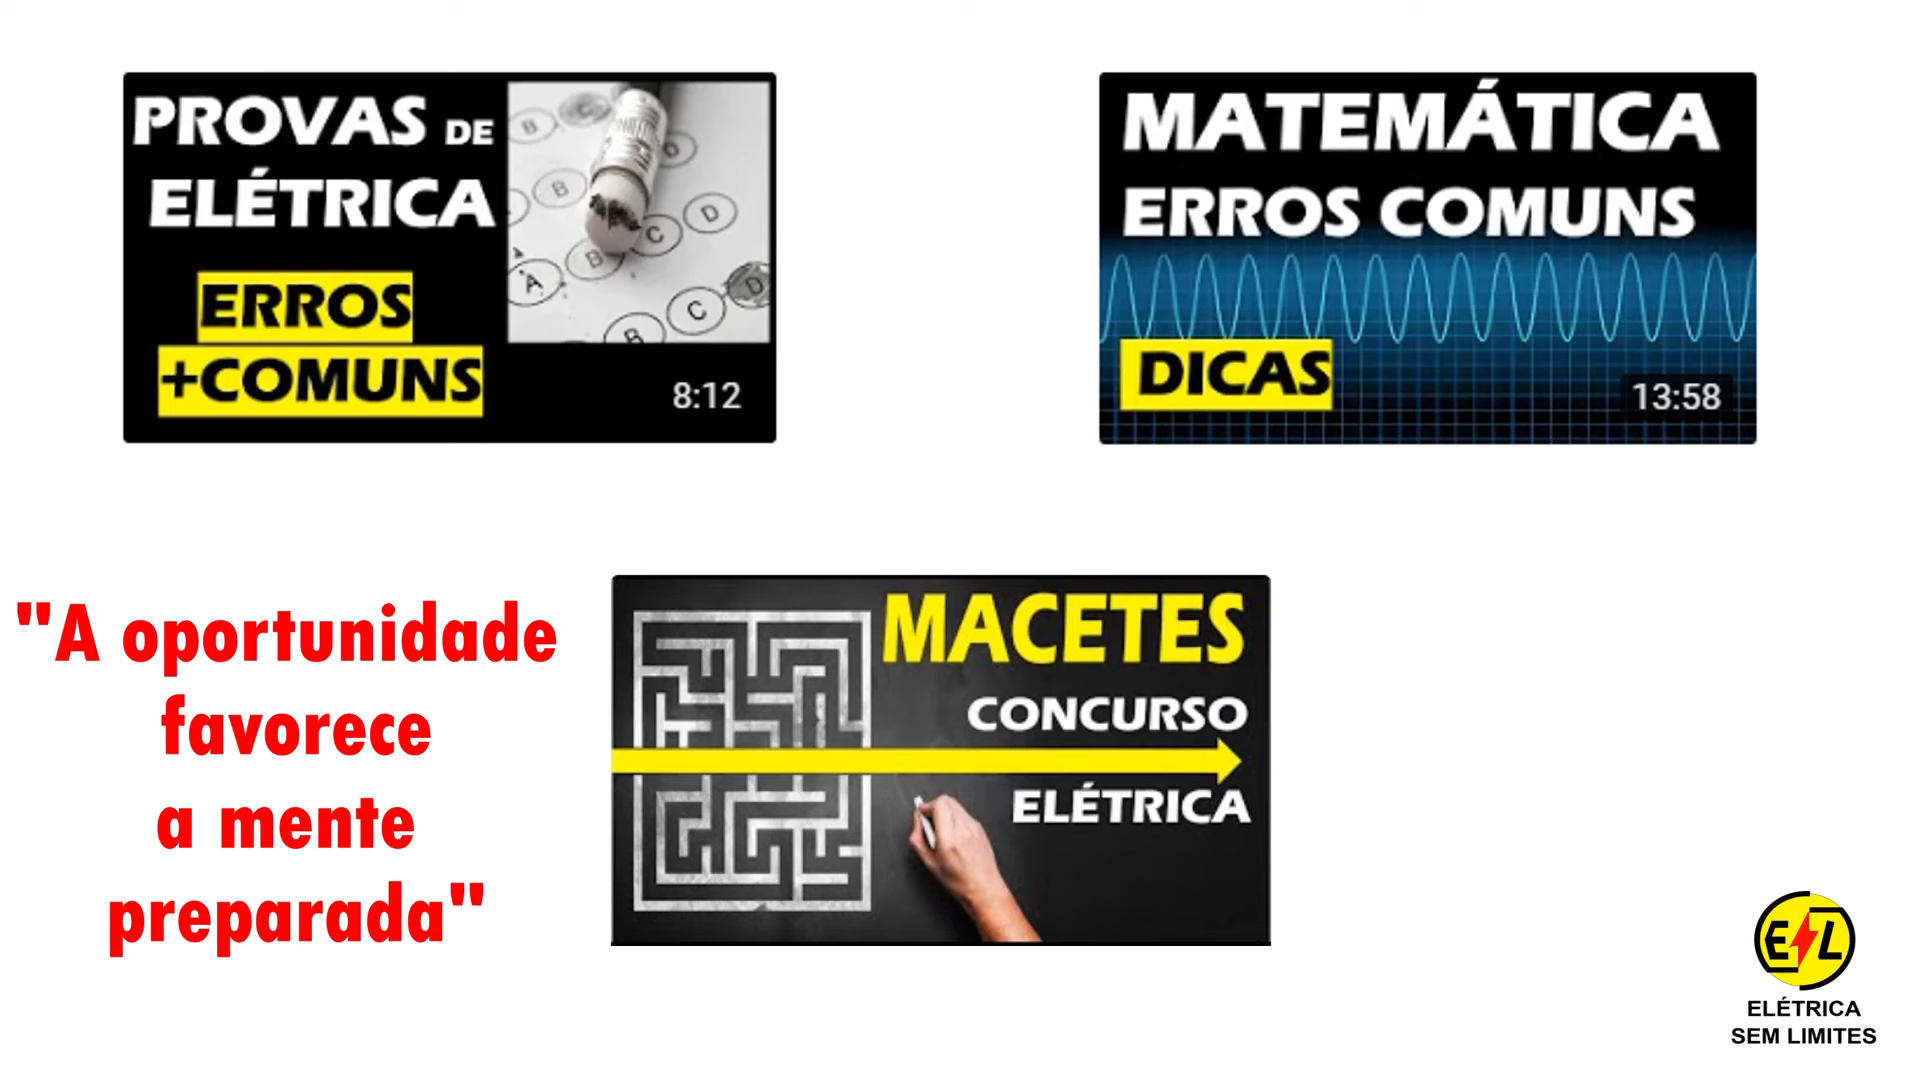 PROVAS DE
ELÉTRICA
ERROS
+COMUNS
8:12
B
C
B
D
C
B
A
D
C
B
MATEMÁTICA
ERROS COMUNS
DICAS
13:58
"A oportunidade
favorece
a mente
preparada"
MACETES
CONCURSO
ELÉTRICA
E L
ELÉTRICA
SEM LIMITES